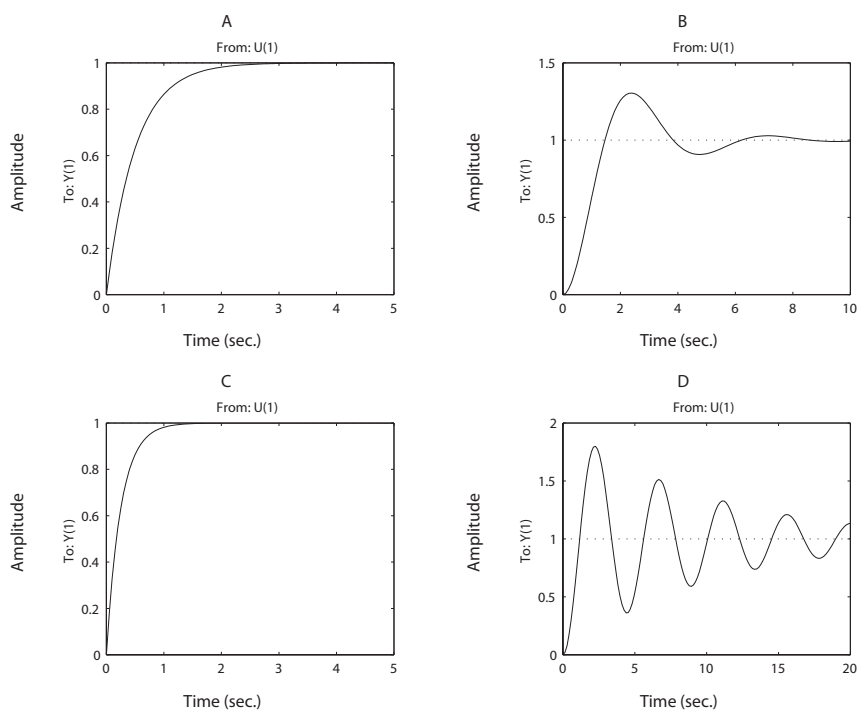 A
From: U(1)
Amplitude
To: Y(1)
1
0.8
0.6
0.4
0.2
0
0 1 2 3 4 5
Time (sec.)
B
From: U(1)
Amplitude
To: Y(1)
1.5
1
0.5
0
0 2 4 6 8 10
Time (sec.)
C
From: U(1)
Amplitude
To: Y(1)
1
0.8
0.6
0.4
0.2
0
0 1 2 3 4 5
Time (sec.)
D
From: U(1)
Amplitude
To: Y(1)
2
1.5
1
0.5
0
0 5 10 15 20
Time (sec.)